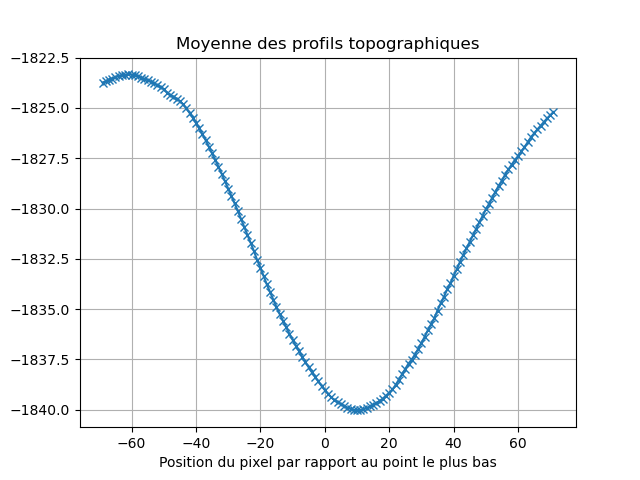 Moyenne des profils topographiques
−1822.5
−1825.0
−1827.5
−1830.0
−1832.5
−1835.0
−1837.5
−1840.0
−60 −40 −20 0 20 40 60
Position du pixel par rapport au point le plus bas